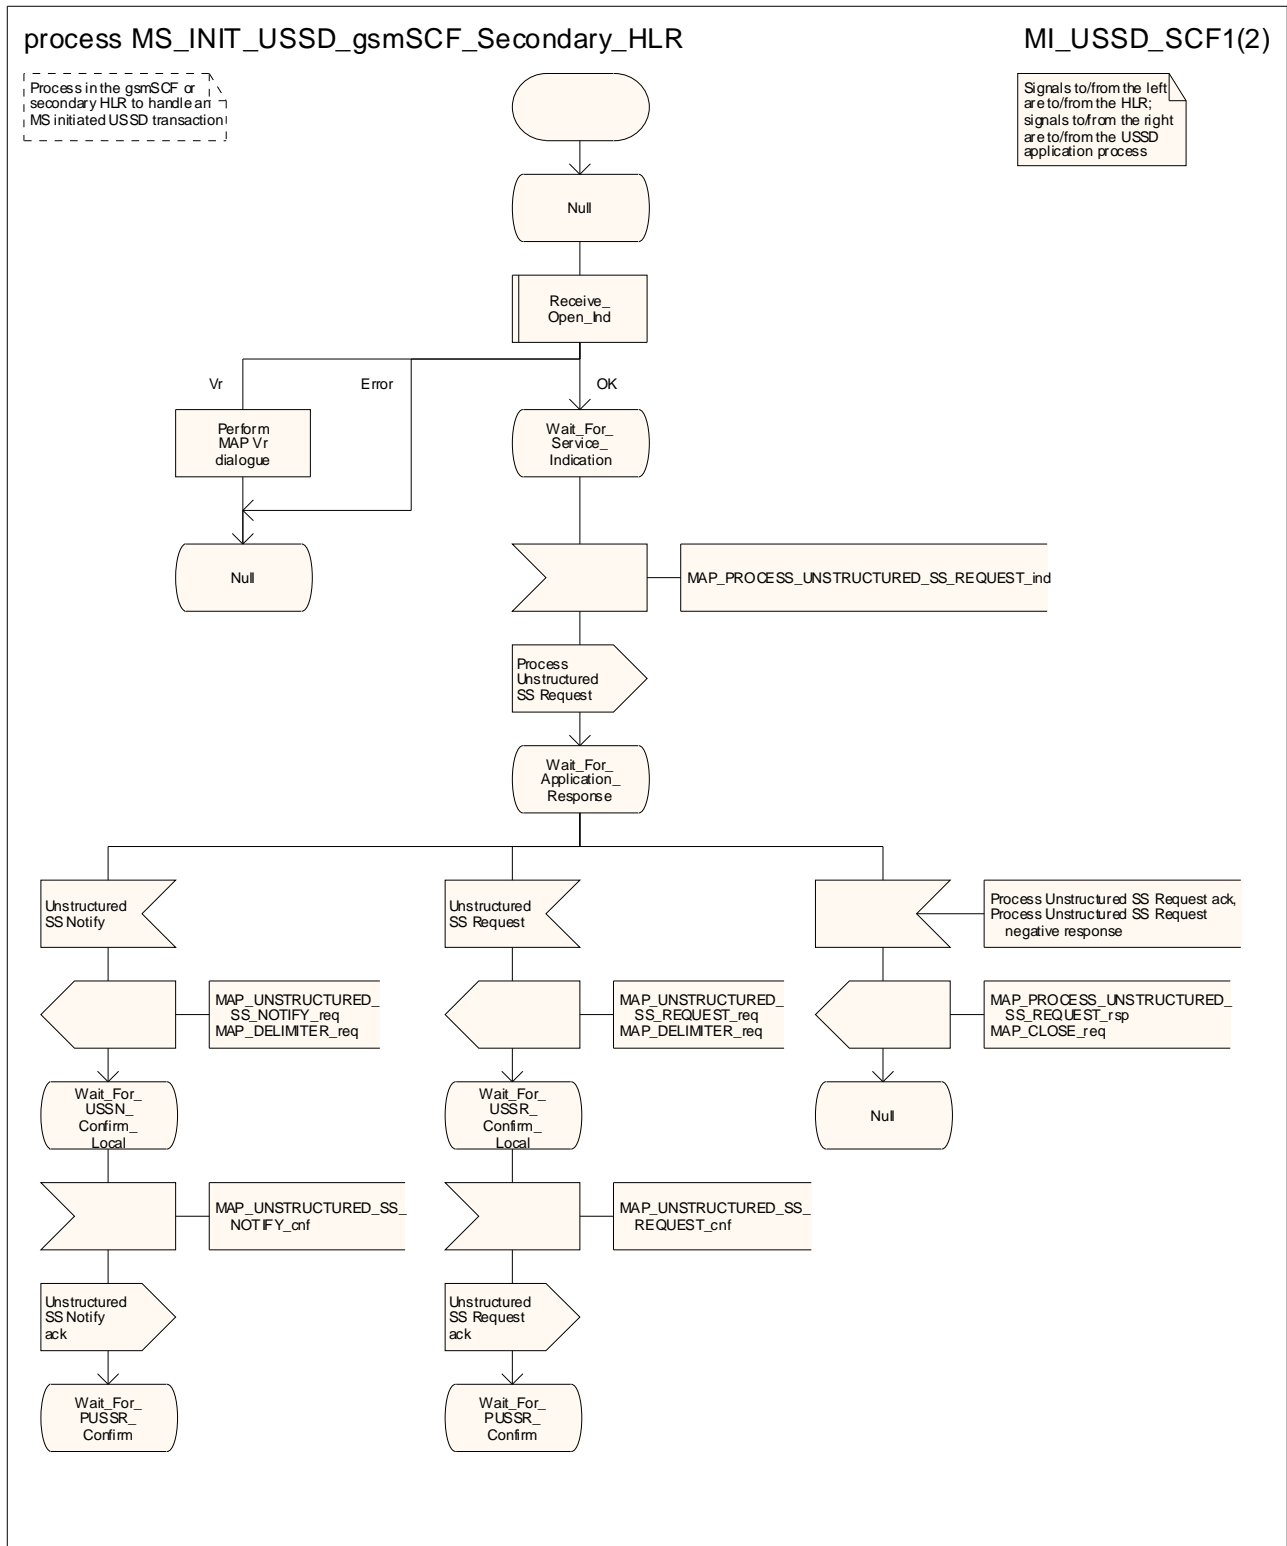 process MS_INIT_USSD_gsmSCF_Secondary_HLR
MI_USSD_SCF1(2)
Process in the gsmSCF or
secondary HLR to handle an
MS initiated USSD transaction
Signals to/from the left
are to/from the HLR;
signals to/from the right
are to/from the USSD
application process
Null
Receive_
Open_Ind
Vr
Error
OK
Perform
MAP Vr
dialogue
Wait_For_
Service_
Indication
Null
MAP_PROCESS_UNSTRUCTURED_SS_REQUEST_ind
Process
Unstructured
SS Request
Wait_For_
Application_
Response
Unstructured
SS Notify
Unstructured
SS Request
Process Unstructured SS Request ack,
Process Unstructured SS Request
negative response
MAP_UNSTRUCTURED_
SS_NOTIFY_req
MAP_DELIMITER_req
MAP_UNSTRUCTURED_
SS_REQUEST_req
MAP_DELIMITER_req
MAP_PROCESS_UNSTRUCTURED_
SS_REQUEST_rsp
MAP_CLOSE_req
Wait_For_
USSN_
Confirm_
Local
Wait_For_
USSR_
Confirm_
Local
Null
MAP_UNSTRUCTURED_SS_
NOTIFY_cnf
MAP_UNSTRUCTURED_SS_
REQUEST_cnf
Unstructured
SS Notify
ack
Unstructured
SS Request
ack
Wait_For_
PUSSR_
Confirm
Wait_For_
PUSSR_
Confirm